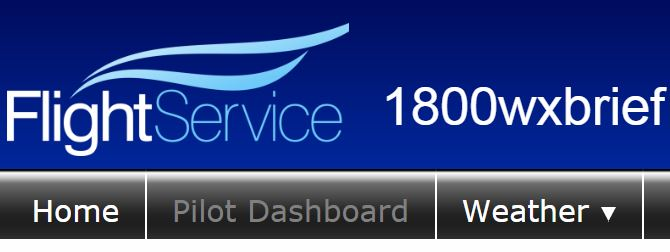 FlightService
1800wxbrief
Home
Pilot Dashboard
Weather ▾